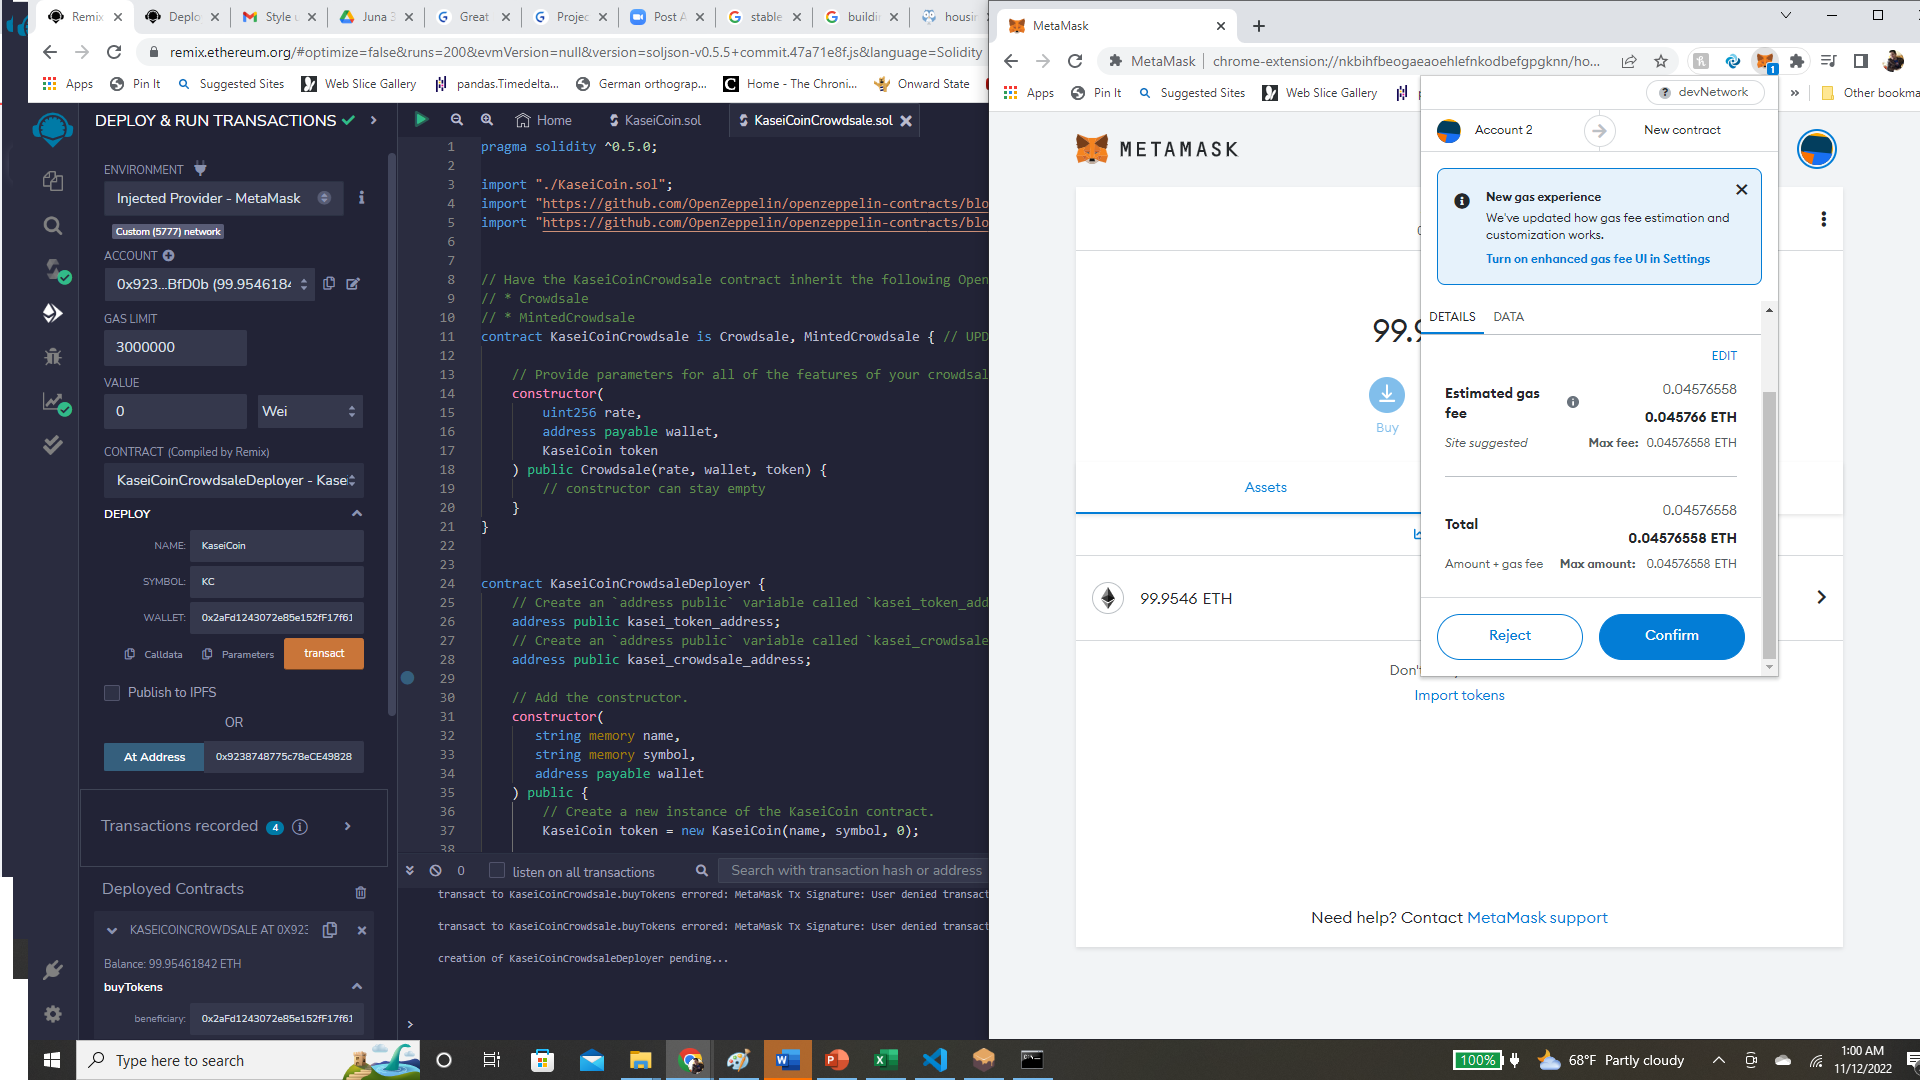 Remix
Deplo
Style u
Juna 3
Great
Projec
Post A
stable
buildin
housi
remix.ethereum.org/#optimize=false&runs=200&evmVersion=null&version=soljson-v0.5.5+commit.47a71e8f.js&language=Solidity
Apps
Pin It
Suggested Sites
Web Slice Gallery
pandas.Timedelta...
German orthograp...
Home - The Chroni...
Onward State
DEPLOY & RUN TRANSACTIONS
ENVIRONMENT
Injected Provider - MetaMask
Custom (5777) network
ACCOUNT
0x923...BfD0b (99.9546184
GAS LIMIT
3000000
VALUE
0
Wei
CONTRACT (Compiled by Remix)
KaseiCoinCrowdsaleDeployer - Kasei
DEPLOY
NAME:
KaseiCoin
SYMBOL:
KC
WALLET:
0x2aFd1243072e85e152fF17f61
Calldata
Parameters
transact
Publish to IPFS
OR
At Address
0x9238748775c78eCE49828
Transactions recorded 4
Deployed Contracts
KASEICOINCROWDSALE AT 0X923
Balance: 99.95461842 ETH
buyTokens
beneficiary:
0x2aFd1243072e85e152fF17f61
Home
KaseiCoin.sol
KaseiCoinCrowdsale.sol
1 pragma solidity ^0.5.0;
2
3 import "./KaseiCoin.sol";
4 import "https://github.com/OpenZeppelin/openzeppelin-contracts/blo
5 import "https://github.com/OpenZeppelin/openzeppelin-contracts/blo
6
7
8 // Have the KaseiCoinCrowdsale contract inherit the following Open
9 // * Crowdsale
10 // * MintedCrowdsale
11 contract KaseiCoinCrowdsale is Crowdsale, MintedCrowdsale { // UPD
12
13 // Provide parameters for all of the features of your crowdsal
14 constructor(
15 uint256 rate,
16 address payable wallet,
17 KaseiCoin token
18 ) public Crowdsale(rate, wallet, token) {
19 // constructor can stay empty
20 }
21 }
22
23
24 contract KaseiCoinCrowdsaleDeployer {
25 // Create an `address public` variable called `kasei_token_add
26 address public kasei_token_address;
27 // Create an `address public` variable called `kasei_crowdsale
28 address public kasei_crowdsale_address;
29
30 // Add the constructor.
31 constructor(
32 string memory name,
33 string memory symbol,
34 address payable wallet
35 ) public {
36 // Create a new instance of the KaseiCoin contract.
37 KaseiCoin token = new KaseiCoin(name, symbol, 0);
38
0
listen on all transactions
Search with transaction hash or address
transact to KaseiCoinCrowdsale.buyTokens errored: MetaMask Tx Signature: User denied transact
transact to KaseiCoinCrowdsale.buyTokens errored: MetaMask Tx Signature: User denied transact
creation of KaseiCoinCrowdsaleDeployer pending...
>
MetaMask
MetaMask
chrome-extension://nkbihfbeogaeaoehlefnkodbefgpgknn/ho...
1
Apps
Pin It
Suggested Sites
Web Slice Gallery
»
Other bookma
METAMASK
99.9
Buy
Assets
99.9546 ETH
Don'
Import tokens
Need help? Contact MetaMask support
devNetwork
Account 2
New contract
New gas experience
We've updated how gas fee estimation and
customization works.
Turn on enhanced gas fee UI in Settings
DETAILS
DATA
EDIT
Estimated gas
fee
0.04576558
0.045766 ETH
Site suggested
Max fee: 0.04576558 ETH
0.04576558
Total
0.04576558 ETH
Amount + gas fee
Max amount: 0.04576558 ETH
Reject
Confirm
Type here to search
100%
68°F Partly cloudy
1:00 AM
11/12/2022